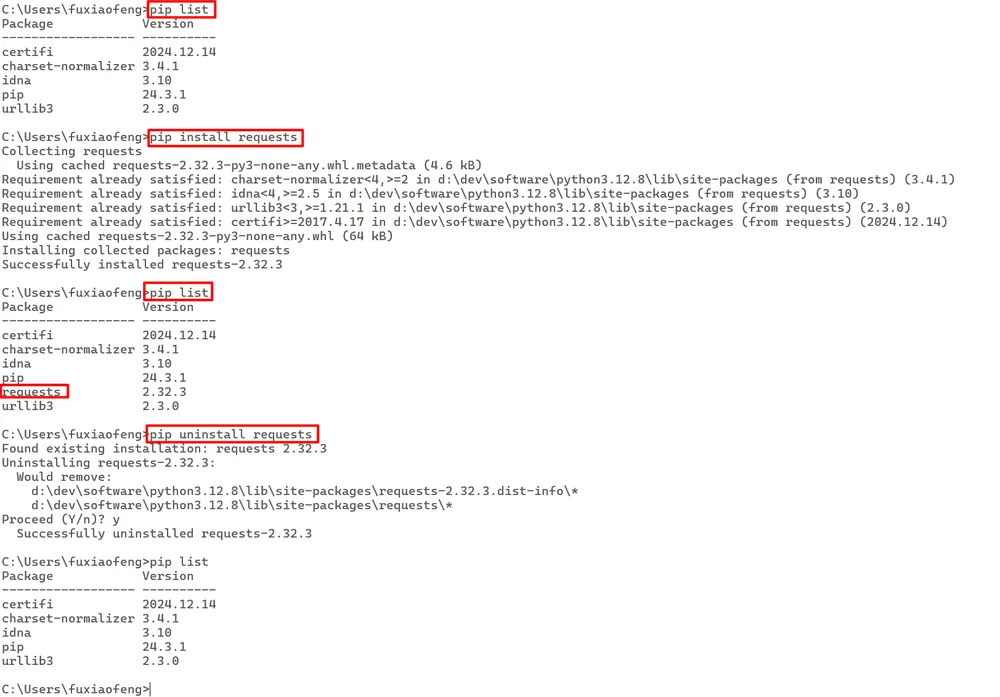 C:\Users\fuxiaofeng>pip list
Package            Version
------------------ ----------
certifi            2024.12.14
charset-normalizer 3.4.1
idna               3.10
pip                24.3.1
urllib3            2.3.0
C:\Users\fuxiaofeng>pip install requests
Collecting requests
  Using cached requests-2.32.3-py3-none-any.whl.metadata (4.6 kB)
Requirement already satisfied: charset-normalizer<4,>=2 in d:\dev\software\python3.12.8\lib\site-packages (from requests) (3.4.1)
Requirement already satisfied: idna<4,>=2.5 in d:\dev\software\python3.12.8\lib\site-packages (from requests) (3.10)
Requirement already satisfied: urllib3<3,>=1.21.1 in d:\dev\software\python3.12.8\lib\site-packages (from requests) (2.3.0)
Requirement already satisfied: certifi>=2017.4.17 in d:\dev\software\python3.12.8\lib\site-packages (from requests) (2024.12.14)
Using cached requests-2.32.3-py3-none-any.whl (64 kB)
Installing collected packages: requests
Successfully installed requests-2.32.3
C:\Users\fuxiaofeng>pip list
Package            Version
------------------ ----------
certifi            2024.12.14
charset-normalizer 3.4.1
idna               3.10
pip                24.3.1
requests           2.32.3
urllib3            2.3.0
C:\Users\fuxiaofeng>pip uninstall requests
Found existing installation: requests 2.32.3
Uninstalling requests-2.32.3:
  Would remove:
    d:\dev\software\python3.12.8\lib\site-packages\requests-2.32.3.dist-info\*
    d:\dev\software\python3.12.8\lib\site-packages\requests\*
Proceed (Y/n)? y
  Successfully uninstalled requests-2.32.3
C:\Users\fuxiaofeng>pip list
Package            Version
------------------ ----------
certifi            2024.12.14
charset-normalizer 3.4.1
idna               3.10
pip                24.3.1
urllib3            2.3.0
C:\Users\fuxiaofeng>